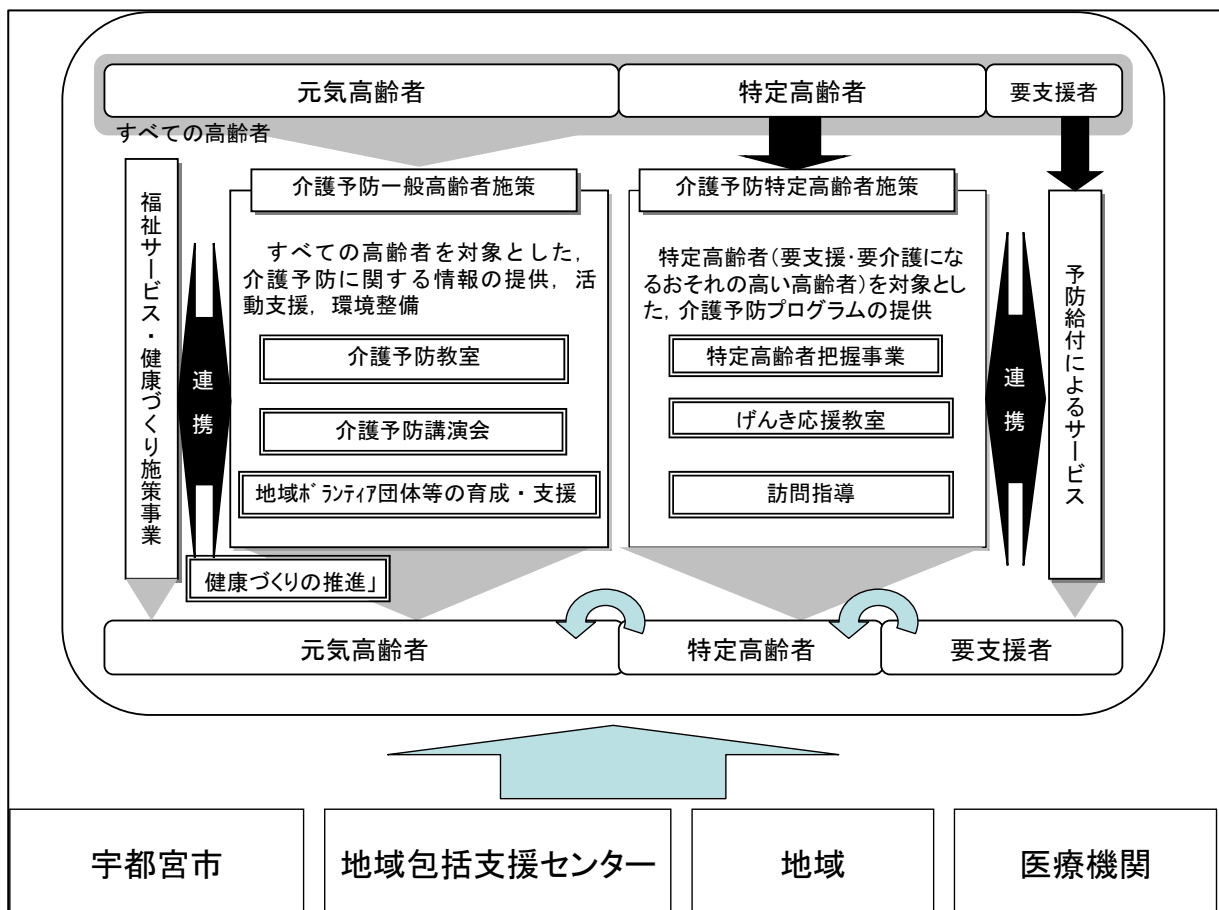 元気高齢者
特定高齢者
要支援者
すべての高齢者
福祉サービス・健康づくり施策事業
連携
介護予防一般高齢者施策
すべての高齢者を対象とした,
介護予防に関する情報の提供, 活
動支援, 環境整備
介護予防教室
介護予防講演会
地域ボランティア団体等の育成・支援
健康づくりの推進」
介護予防特定高齢者施策
特定高齢者(要支援・要介護にな
るおそれの高い高齢者)を対象とし
た, 介護予防プログラムの提供
特定高齢者把握事業
げんき応援教室
訪問指導
連携
予防給付によるサービス
元気高齢者
特定高齢者
要支援者
宇都宮市
地域包括支援センター
地域
医療機関